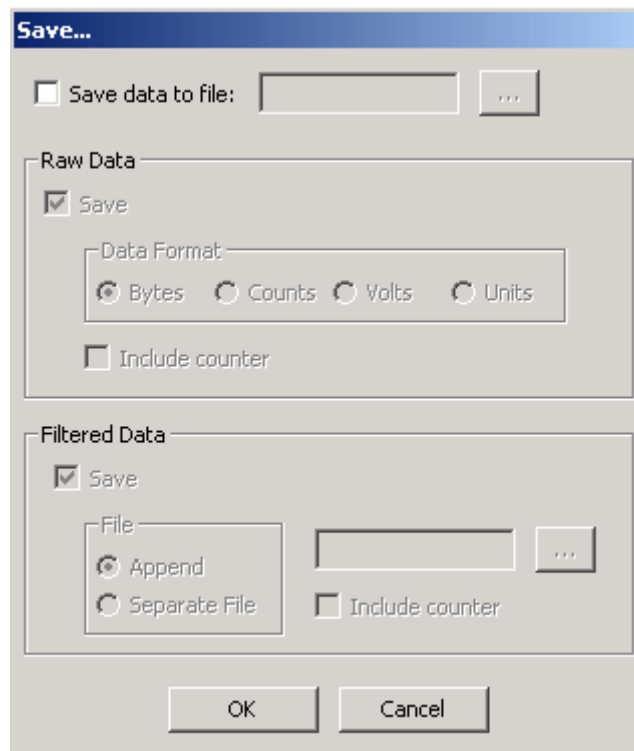 Save...
Save data to file:
...
Raw Data
Save
Data Format
Bytes Counts Volts Units
Include counter
Filtered Data
Save
File
Append
...
Separate File
Include counter
OK
Cancel